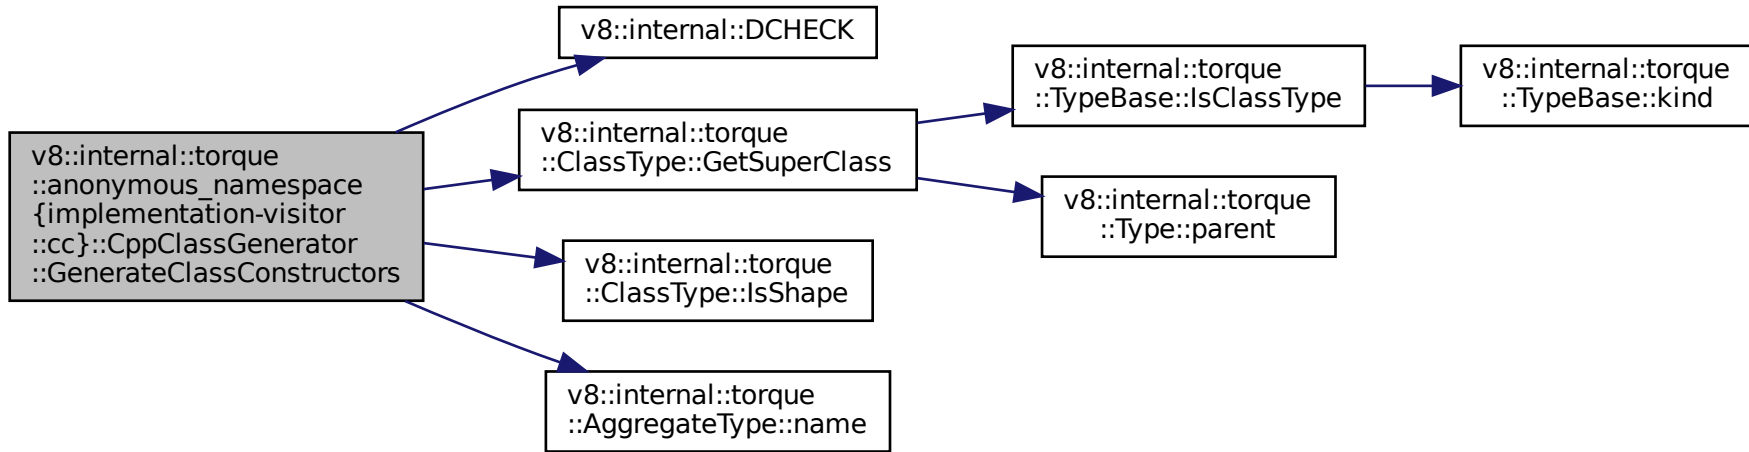 v8::internal::torque
::anonymous_namespace
{implementation-visitor
::cc}::CppClassGenerator
::GenerateClassConstructors
v8::internal::DCHECK
v8::internal::torque
::ClassType::GetSuperClass
v8::internal::torque
::ClassType::IsShape
v8::internal::torque
::AggregateType::name
v8::internal::torque
::TypeBase::IsClassType
v8::internal::torque
::Type::parent
v8::internal::torque
::TypeBase::kind